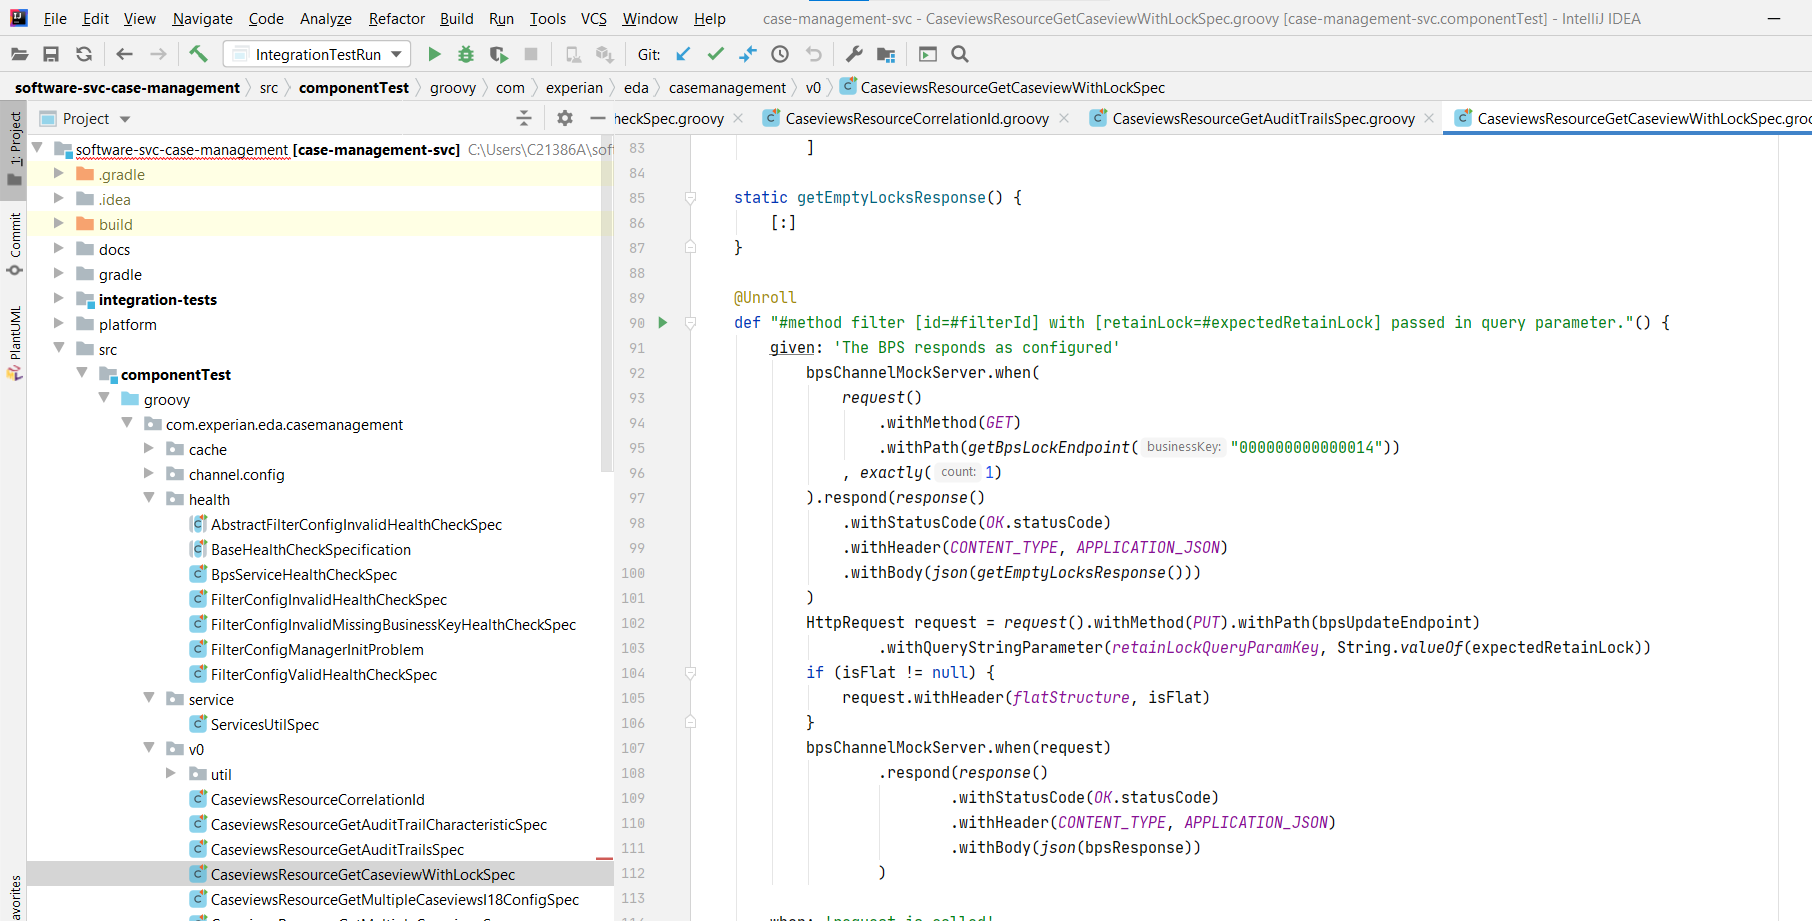 File Edit View Navigate Code Analyze Refactor Build Run Tools VCS Window Help case-management-svc - CaseviewsResourceGetCaseviewWithLockSpec.groovy [case-management-svc.componentTest] - IntelliJ IDEA
IntegrationTestRun Git:
software-svc-case-management src componentTest groovy com experian eda casemanagement v0 CaseviewsResourceGetCaseviewWithLockSpec
Project heckSpec.groovy CaseviewsResourceCorrelationId.groovy CaseviewsResourceGetAuditTrailsSpec.groovy CaseviewsResourceGetCaseviewWithLockSpec.groo
1: Project
Commit
PlantUML
avorites
software-svc-case-management [case-management-svc] C:\Users\C21386A\sof
.gradle
.idea
build
docs
gradle
integration-tests
platform
src
componentTest
groovy
com.experian.eda.casemanagement
cache
channel.config
health
AbstractFilterConfigInvalidHealthCheckSpec
BaseHealthCheckSpecification
BpsServiceHealthCheckSpec
FilterConfigInvalidHealthCheckSpec
FilterConfigInvalidMissingBusinessKeyHealthCheckSpec
FilterConfigManagerInitProblem
FilterConfigValidHealthCheckSpec
service
ServicesUtilSpec
v0
util
CaseviewsResourceCorrelationId
CaseviewsResourceGetAuditTrailCharacteristicSpec
CaseviewsResourceGetAuditTrailsSpec
CaseviewsResourceGetCaseviewWithLockSpec
CaseviewsResourceGetMultipleCaseviewsI18ConfigSpec
83 ]
84
85 static getEmptyLocksResponse() {
86 [:]
87 }
88
89 @Unroll
90 def "#method filter [id=#filterId] with [retainLock=#expectedRetainLock] passed in query parameter."() {
91 given: 'The BPS responds as configured'
92 bpsChannelMockServer.when(
93 request()
94 .withMethod(GET)
95 .withPath(getBpsLockEndpoint( businessKey: "000000000000014"))
96 , exactly( count: 1)
97 ).respond(response()
98 .withStatusCode(OK.statusCode)
99 .withHeader(CONTENT_TYPE, APPLICATION_JSON)
100 .withBody(json(getEmptyLocksResponse()))
101 )
102 HttpRequest request = request().withMethod(PUT).withPath(bpsUpdateEndpoint)
103 .withQueryStringParameter(retainLockQueryParamKey, String.valueOf(expectedRetainLock))
104 if (isFlat != null) {
105 request.withHeader(flatStructure, isFlat)
106 }
107 bpsChannelMockServer.when(request)
108 .respond(response()
109 .withStatusCode(OK.statusCode)
110 .withHeader(CONTENT_TYPE, APPLICATION_JSON)
111 .withBody(json(bpsResponse))
112 )
113
when: 'request is called'